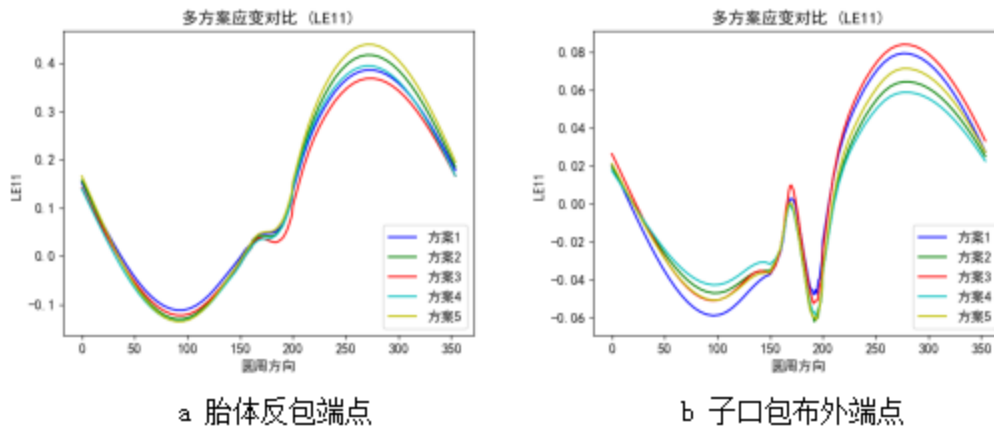 多方案应变对比 (LE11)
LE11
0.4
0.3
0.2
0.1
0.0
-0.1
方案1
方案2
方案3
方案4
方案5
0 50 100 150 200 250 300 350
圆周方向
a 胎体反包端点
多方案应变对比 (LE11)
LE11
0.08
0.06
0.04
0.02
0.00
-0.02
-0.04
-0.06
方案1
方案2
方案3
方案4
方案5
0 50 100 150 200 250 300 350
圆周方向
b 子口包布外端点